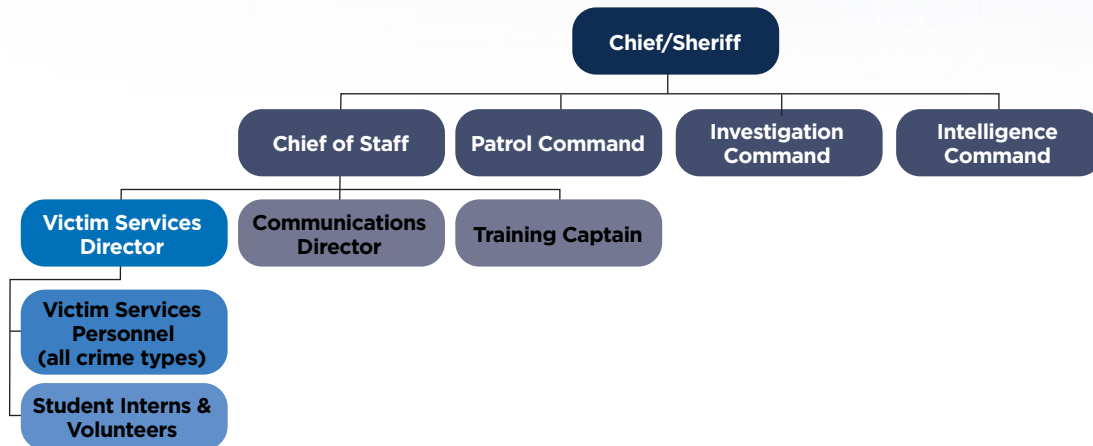 Chief/Sheriff
Chief of Staff
Patrol Command
Investigation
Command
Intelligence
Command
Victim Services
Director
Communications
Director
Training Captain
Victim Services
Personnel
(all crime types)
Student Interns &
Volunteers